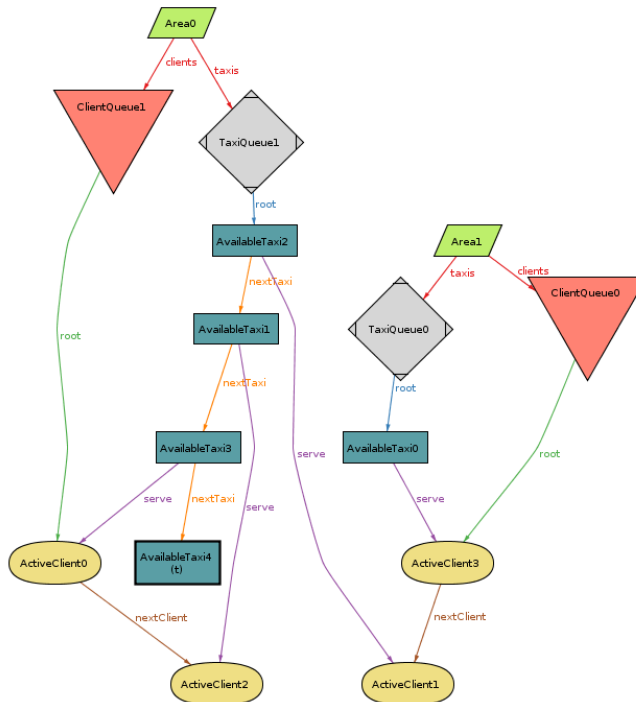 Area0
clients
taxis
ClientQueue1
TaxiQueue1
root
AvailableTaxi2
Area1
nextTaxi
taxis
clients
ClientQueue0
AvailableTaxi1
TaxiQueue0
root
root
nextTaxi
AvailableTaxi3
serve
AvailableTaxi0
root
serve
nextTaxi
serve
serve
AvailableTaxi4
(t)
ActiveClient0
ActiveClient3
nextClient
nextClient
ActiveClient2
ActiveClient1